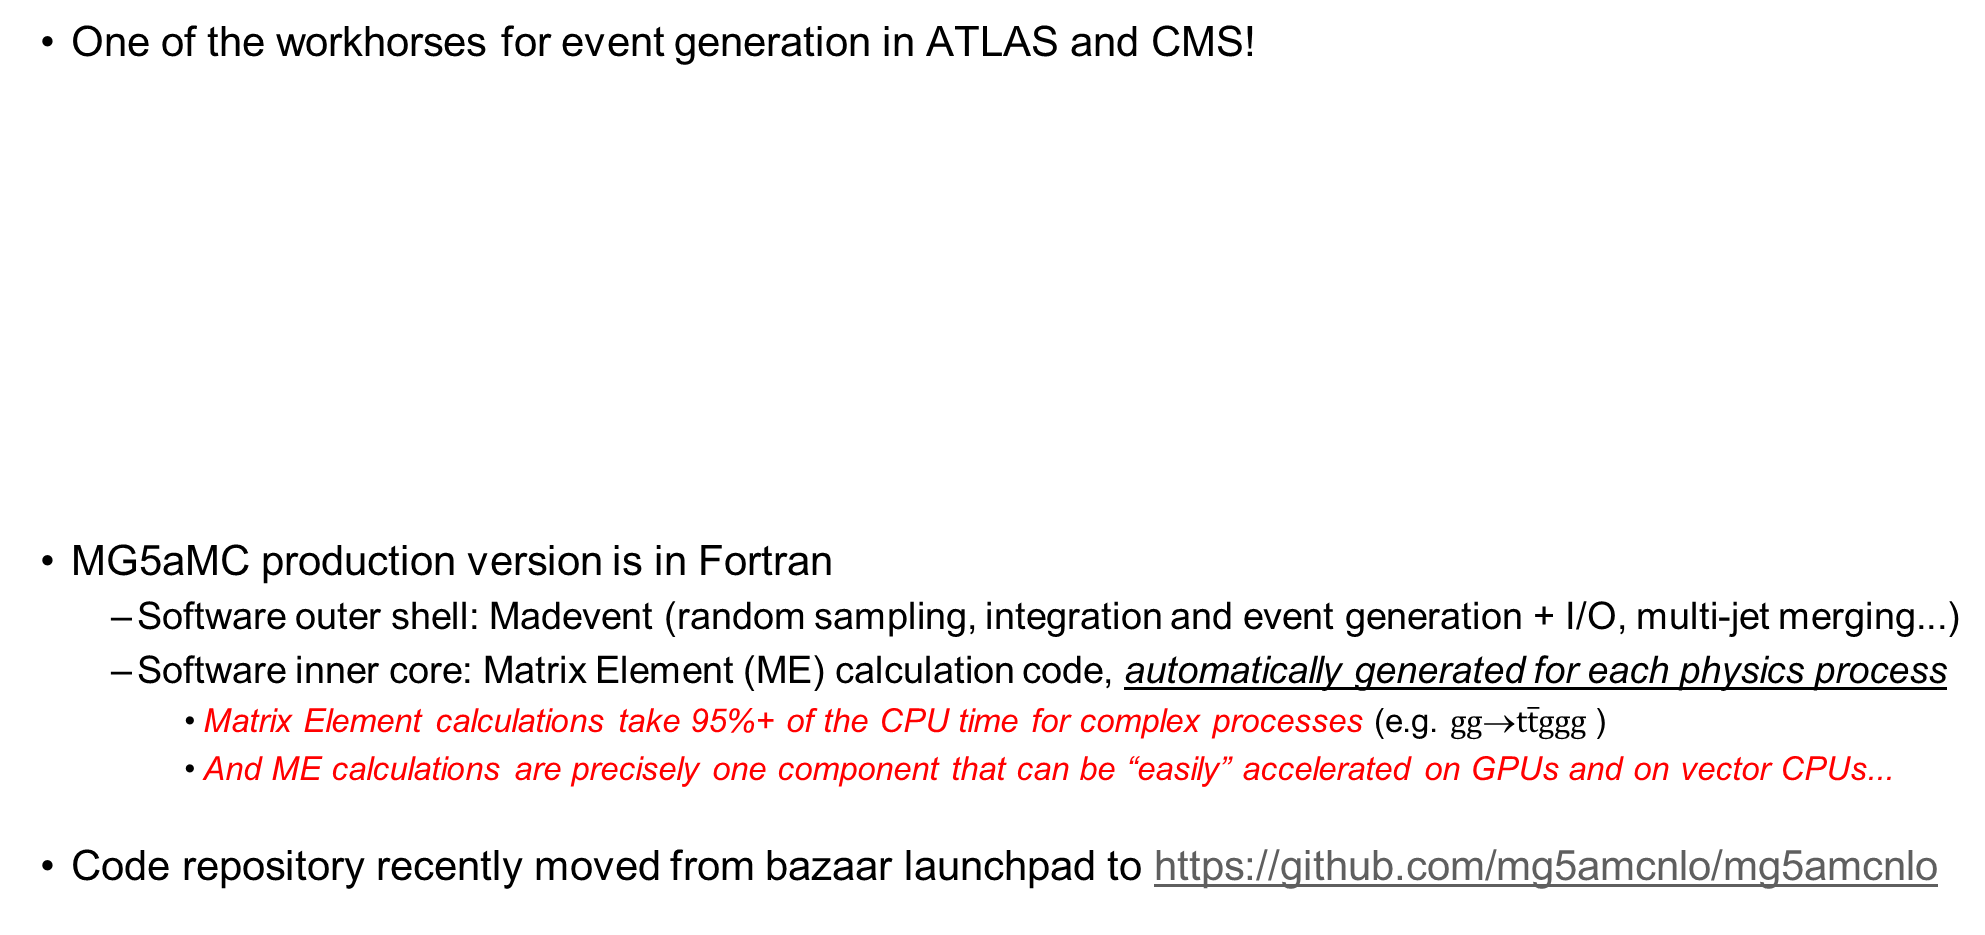 • One of the workhorses for event generation in ATLAS and CMS!
• MG5aMC production version is in Fortran
– Software outer shell: Madevent (random sampling, integration and event generation + I/O, multi-jet merging...)
– Software inner core: Matrix Element (ME) calculation code, automatically generated for each physics process
• Matrix Element calculations take 95%+ of the CPU time for complex processes (e.g. gg→tt̄ggg )
• And ME calculations are precisely one component that can be “easily” accelerated on GPUs and on vector CPUs...
• Code repository recently moved from bazaar launchpad to https://github.com/mg5amcnlo/mg5amcnlo